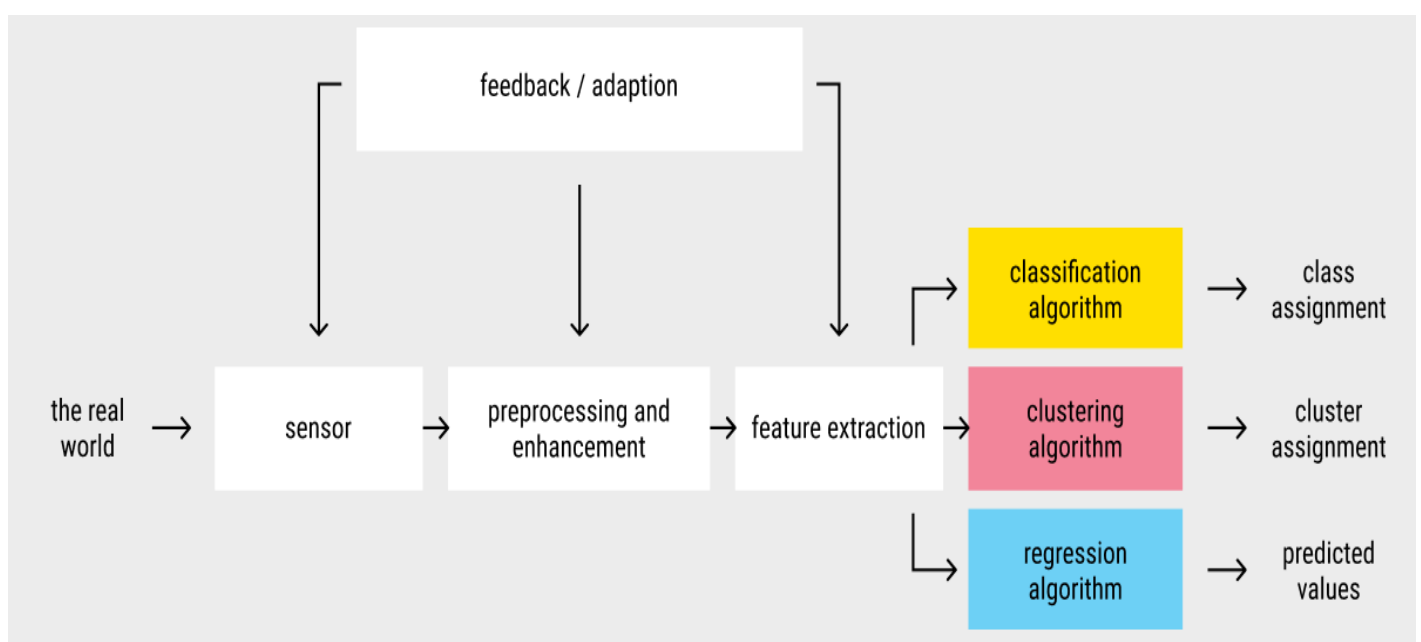 feedback / adaption
the real
world
sensor
preprocessing and
enhancement
feature extraction
classification
algorithm
class
assignment
clustering
algorithm
cluster
assignment
regression
algorithm
predicted
values